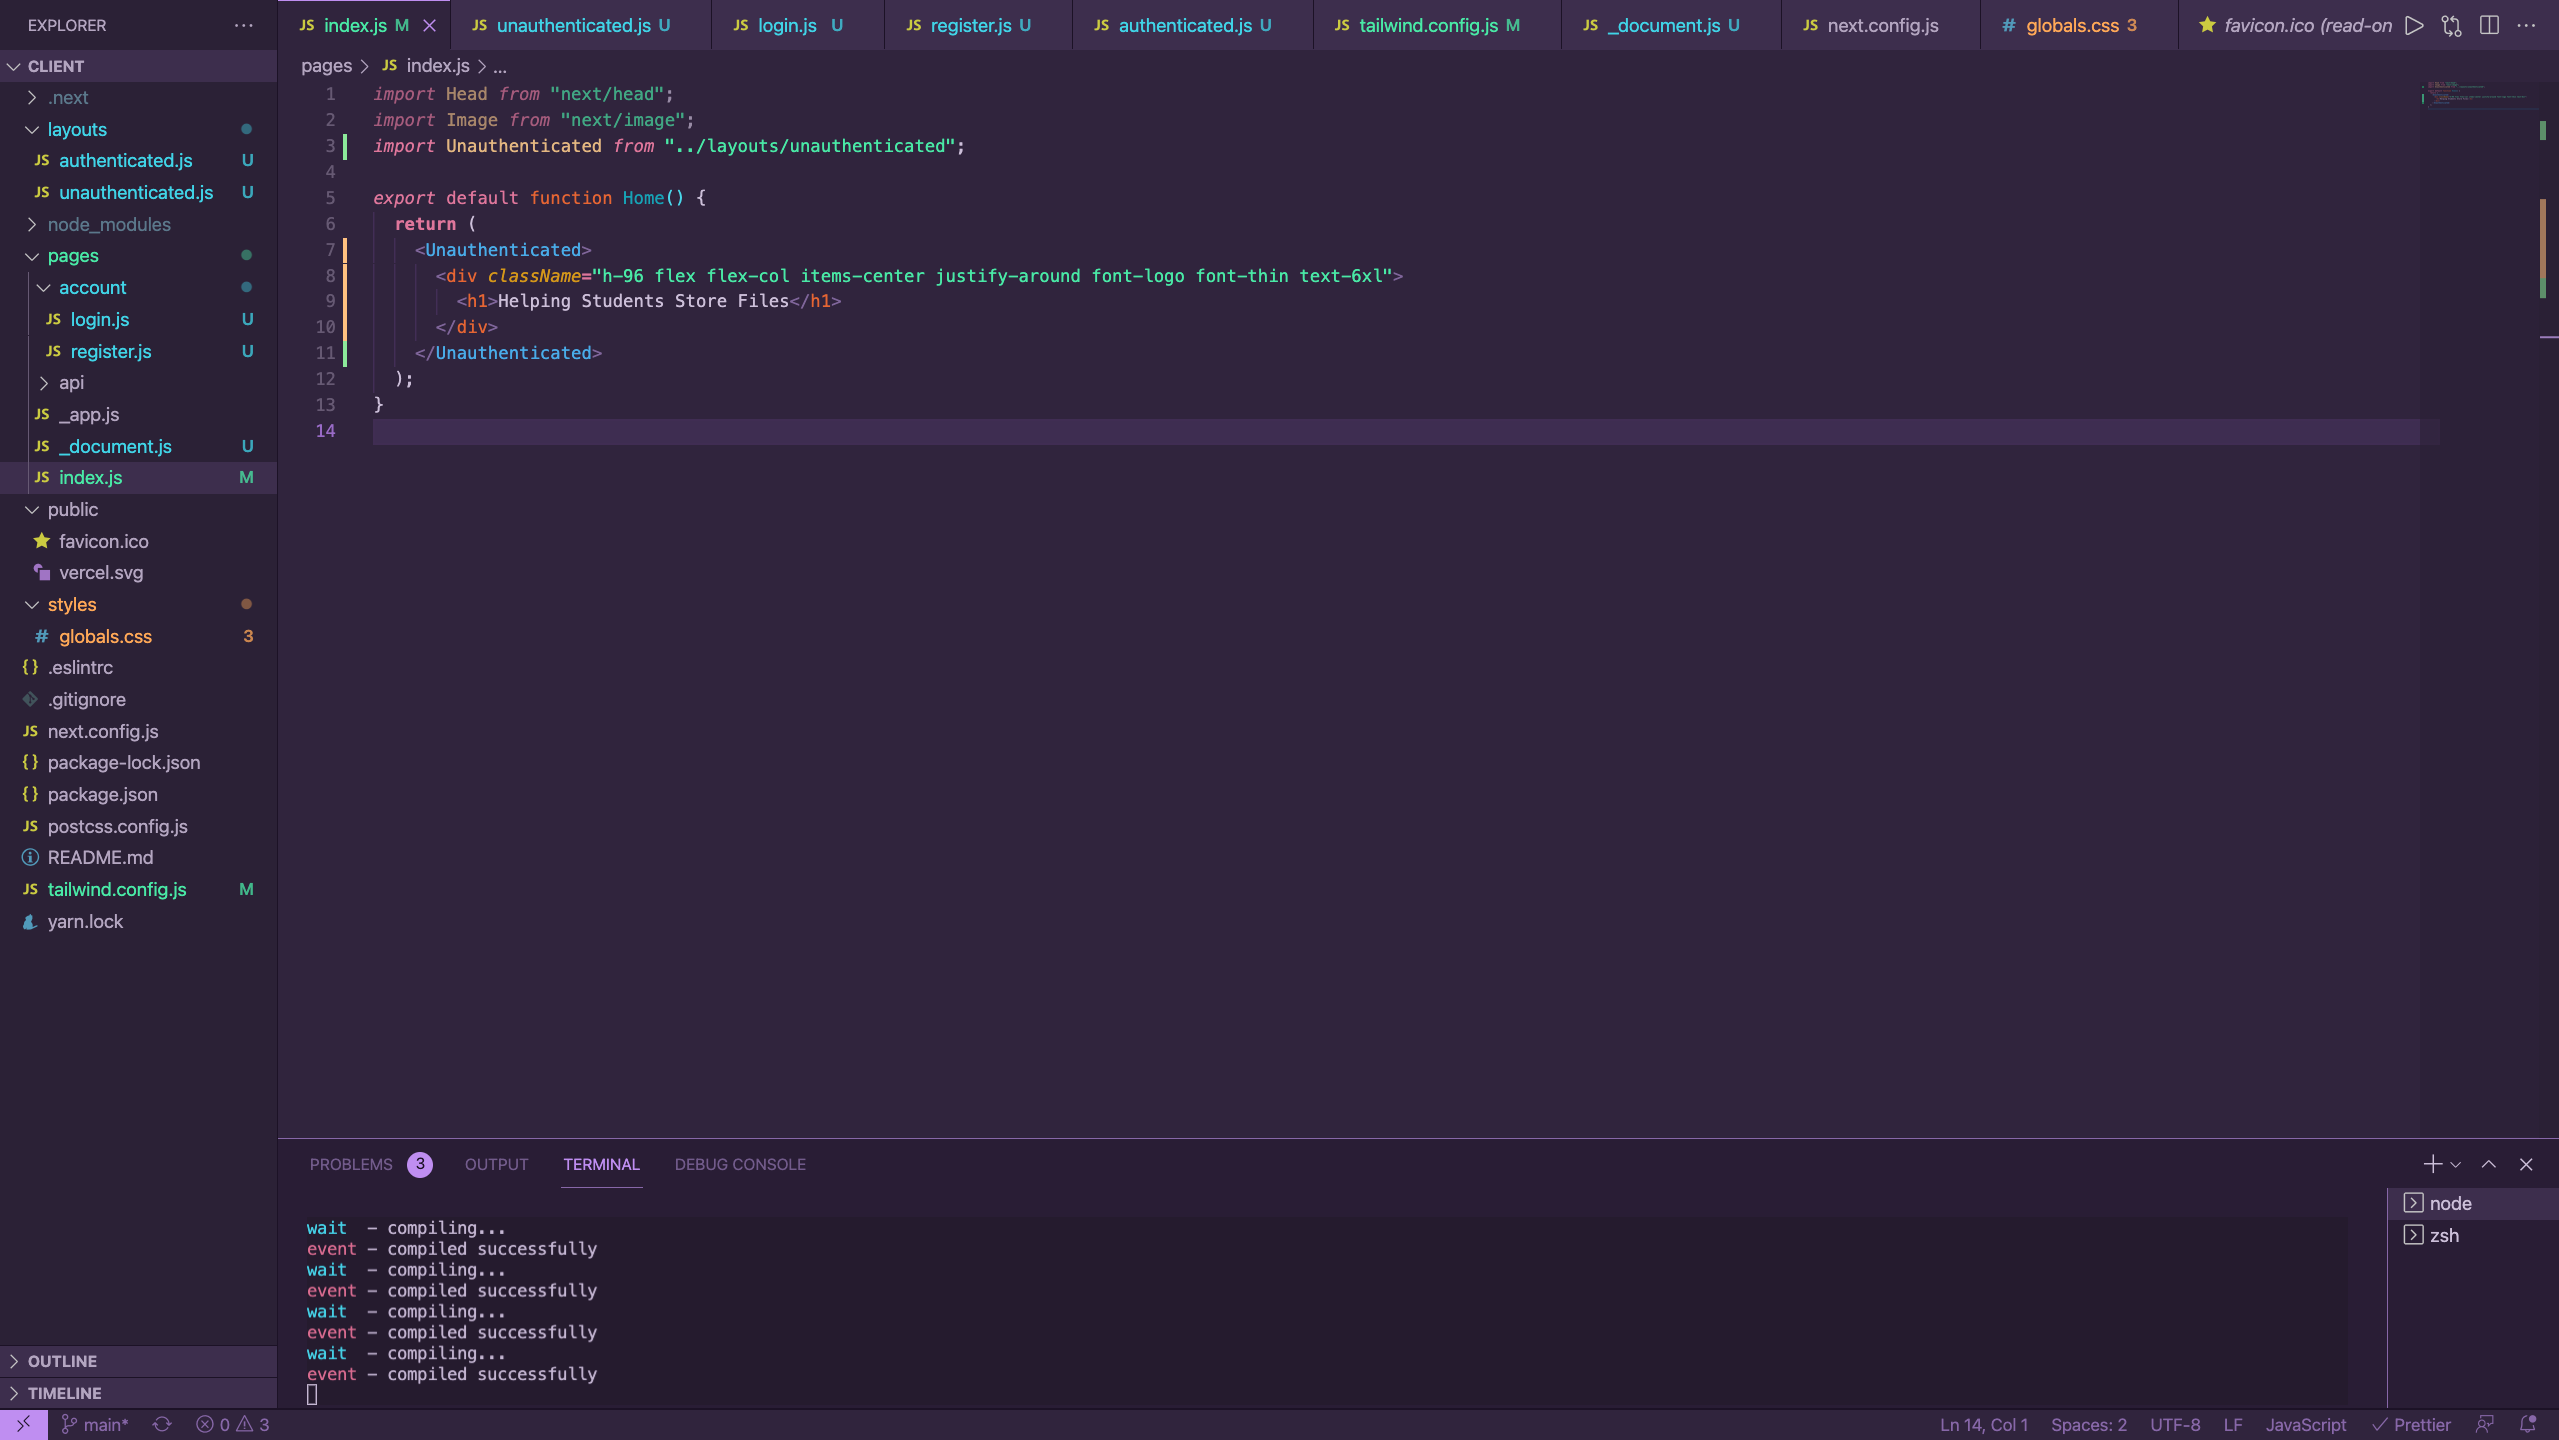 EXPLORER
CLIENT
.next
layouts
authenticated.js U
unauthenticated.js U
node_modules
pages
account
login.js U
register.js U
api
_app.js
_document.js U
index.js M
public
favicon.ico
vercel.svg
styles
globals.css 3
.eslintrc
.gitignore
next.config.js
package-lock.json
package.json
postcss.config.js
README.md
tailwind.config.js M
yarn.lock
OUTLINE
TIMELINE
JS index.js M JS unauthenticated.js U JS login.js U JS register.js U JS authenticated.js U JS tailwind.config.js M JS _document.js U JS next.config.js # globals.css 3 favicon.ico (read-on
pages > JS index.js > ...
1 import Head from "next/head";
2 import Image from "next/image";
3 import Unauthenticated from "../layouts/unauthenticated";
4
5 export default function Home() {
6 return (
7 <Unauthenticated>
8 <div className="h-96 flex flex-col items-center justify-around font-logo font-thin text-6xl">
9 <h1>Helping Students Store Files</h1>
10 </div>
11 </Unauthenticated>
12 );
13 }
14
PROBLEMS 3 OUTPUT TERMINAL DEBUG CONSOLE
wait - compiling...
event - compiled successfully
wait - compiling...
event - compiled successfully
wait - compiling...
event - compiled successfully
wait - compiling...
event - compiled successfully
node
zsh
main* 0 3 Ln 14, Col 1 Spaces: 2 UTF-8 LF JavaScript Prettier